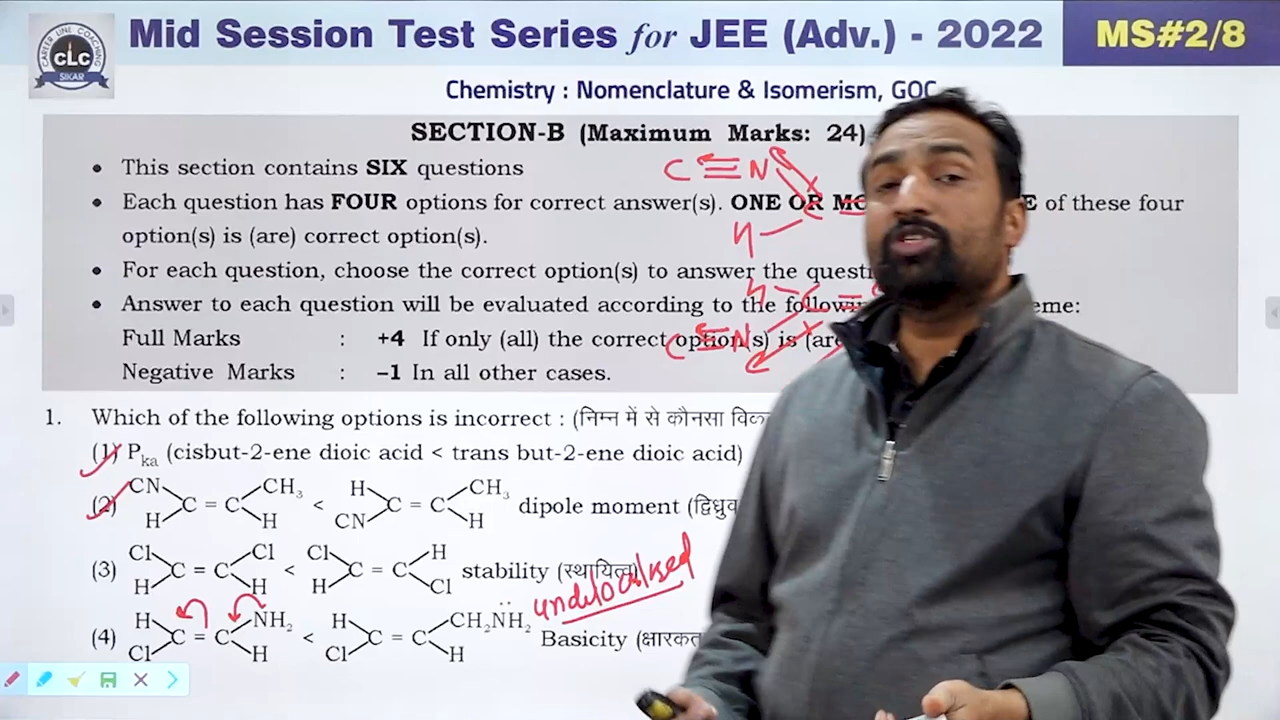 CAREER LINE COACHING
CLC
SIKAR
Mid Session Test Series for JEE (Adv.) - 2022
MS#2/8
Chemistry : Nomenclature & Isomerism, GOC
SECTION-B (Maximum Marks: 24)
• This section contains SIX questions
• Each question has FOUR options for correct answer(s). ONE OR E of these four
option(s) is (are) correct option(s).
• For each question, choose the correct option(s) to answer the
• Answer to each question will be evaluated according to the eme:
Full Marks : +4 If only (all) the correct option(s) is
Negative Marks : –1 In all other cases.
C≡N
H
H–C=
C≡N
1. Which of the following options is incorrect : (निम्न में से कौनसा
(1) Pka (cisbut-2-ene dioic acid < trans but-2-ene dioic acid)
(2) CN H C = C CH3 H < H CN C = C CH3 H dipole moment
(3) Cl H C = C Cl H < Cl H C = C H Cl stability (स्थायित्व)
undelocalised
(4) H Cl C = C NH2 H < H Cl C = C CH2NH2 H Basicity